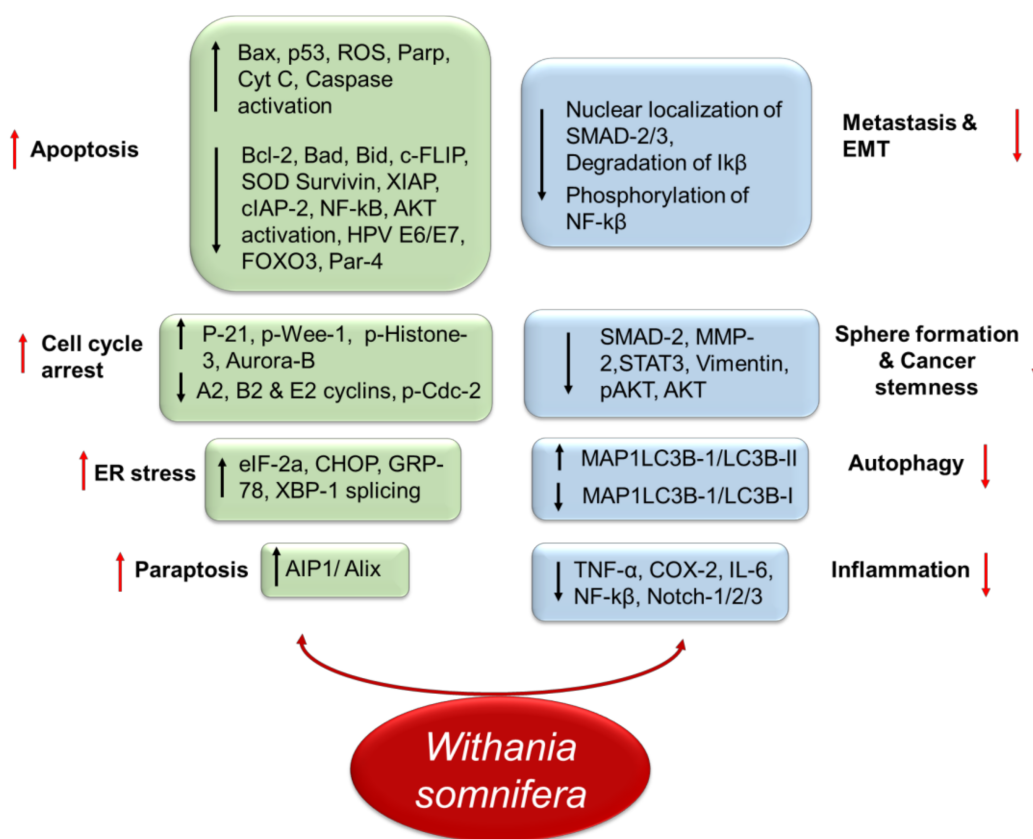 Apoptosis
Bax, p53, ROS, Parp,
Cyt C, Caspase
activation
Bcl-2, Bad, Bid, c-FLIP,
SOD Survivin, XIAP,
cIAP-2, NF-kB, AKT
activation, HPV E6/E7,
FOXO3, Par-4
Nuclear localization of
SMAD-2/3,
Degradation of Ikβ
Phosphorylation of
NF-kβ
Metastasis &
EMT
Cell cycle
arrest
P-21, p-Wee-1, p-Histone-
3, Aurora-B
A2, B2 & E2 cyclins, p-Cdc-2
SMAD-2, MMP-
2,STAT3, Vimentin,
pAKT, AKT
Sphere formation
& Cancer
stemness
ER stress
eIF-2a, CHOP, GRP-
78, XBP-1 splicing
MAP1LC3B-1/LC3B-II
MAP1LC3B-1/LC3B-I
Autophagy
Paraptosis
AIP1/ Alix
TNF-α, COX-2, IL-6,
NF-kβ, Notch-1/2/3
Inflammation
Withania
somnifera